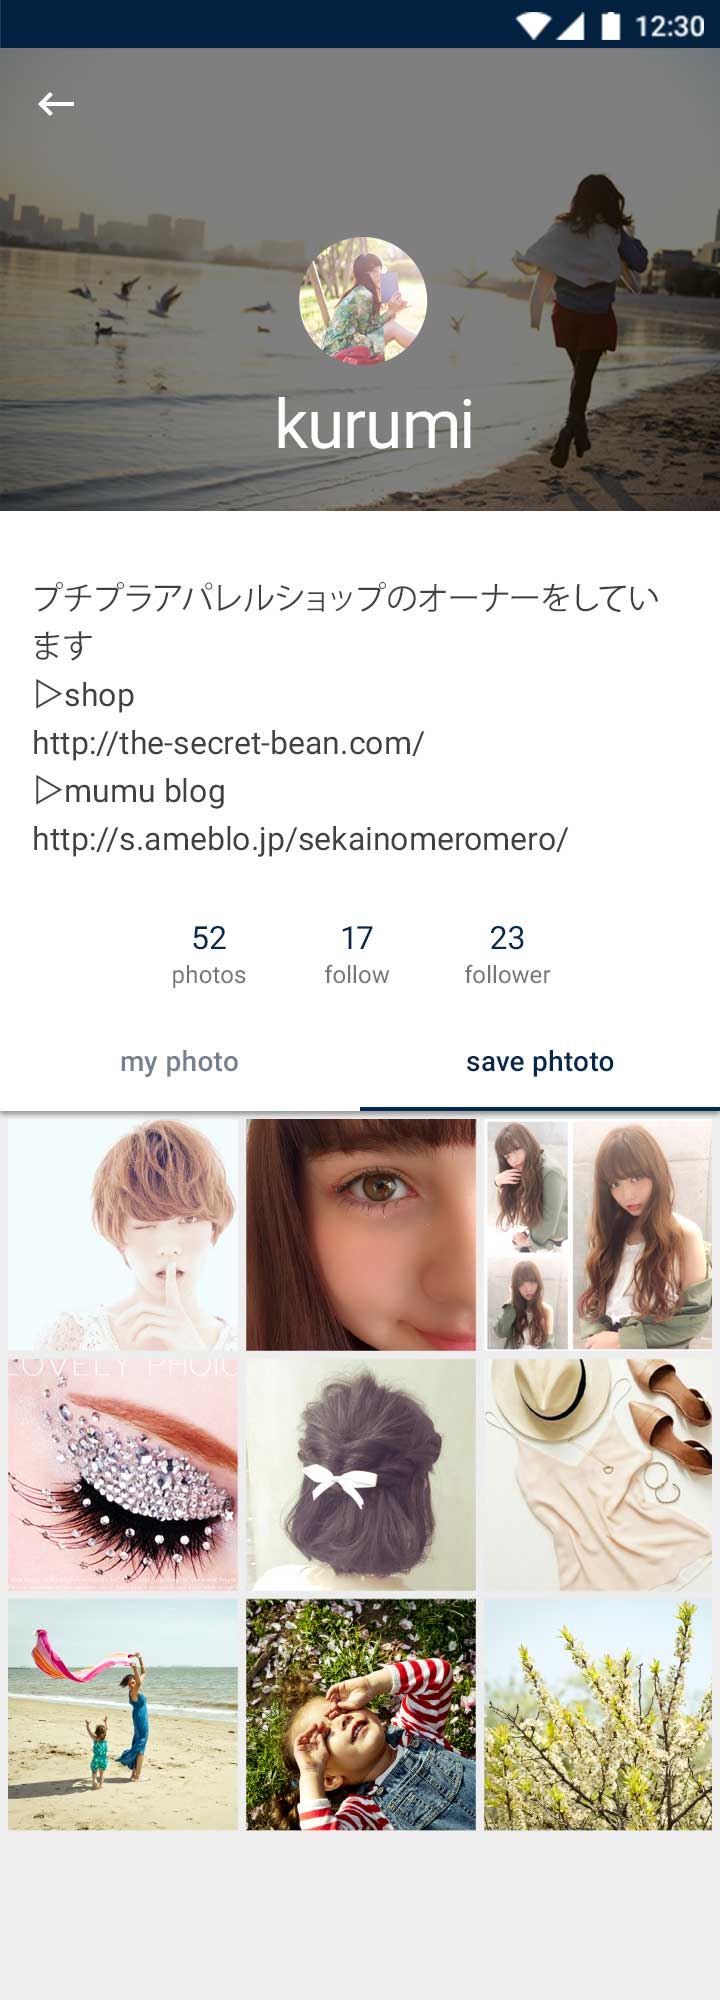 12:30
kurumi
プチプラアパレルショップのオーナーをしてい
ます
▷shop
http://the-secret-bean.com/
▷mumu blog
http://s.ameblo.jp/sekainomeromero/
52 17 23
photos follow follower
my photo save phtoto
LOVELY PHOTO